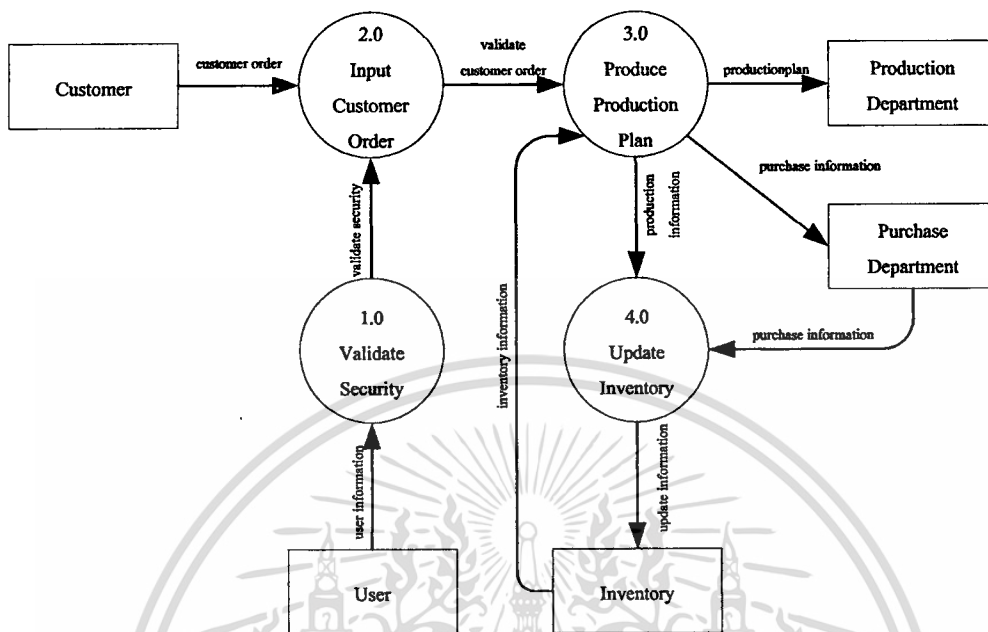 Customer
customer order
2.0
Input
Customer
Order
validate
customer order
3.0
Produce
Production
Plan
productionplan
Production
Department
purchase information
Purchase
Department
validate security
production
information
1.0
Validate
Security
inventory information
4.0
Update
Inventory
purchase information
user information
update information
User
Inventory